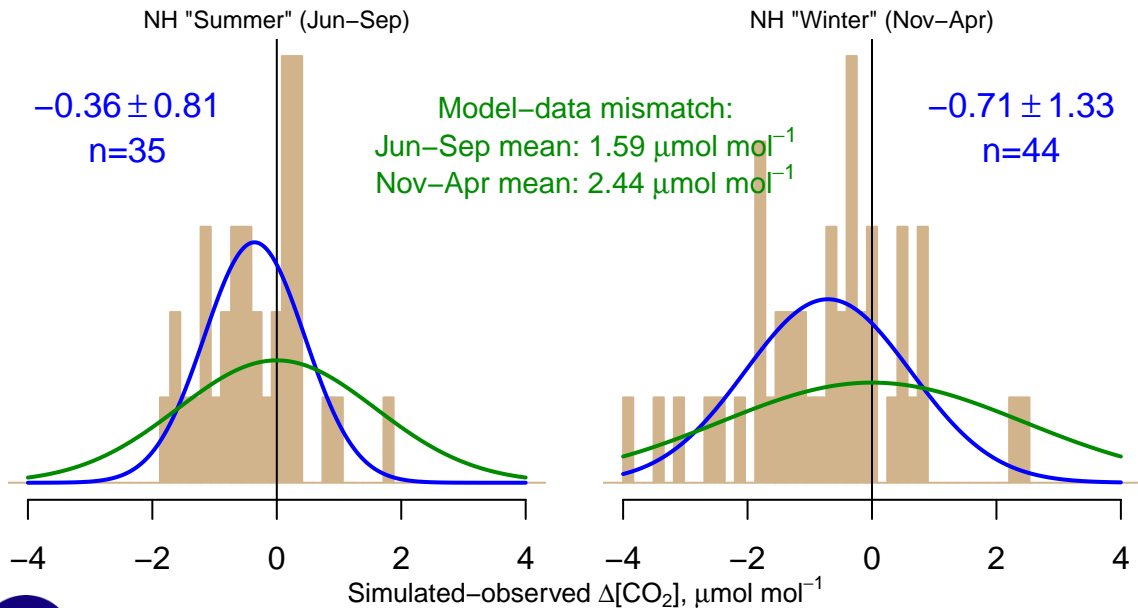 NH "Summer" (Jun−Sep)
NH "Winter" (Nov−Apr)
−0.36 ± 0.81
n=35
Model−data mismatch:
Jun−Sep mean: 1.59 μmol mol⁻¹
Nov−Apr mean: 2.44 μmol mol⁻¹
−0.71 ± 1.33
n=44
−4 −2 0 2 4
−4 −2 0 2 4
Simulated−observed Δ[CO₂], μmol mol⁻¹